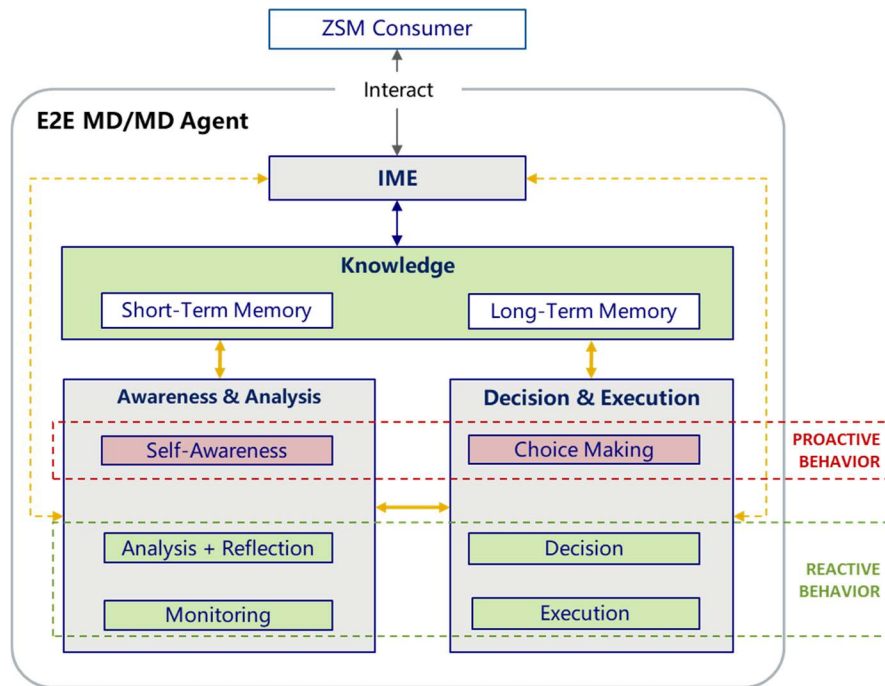 ZSM Consumer
Interact
E2E MD/MD Agent
IME
Knowledge
Short-Term Memory
Long-Term Memory
Awareness & Analysis
Decision & Execution
Self-Awareness
Choice Making
PROACTIVE
BEHAVIOR
Analysis + Reflection
Decision
REACTIVE
BEHAVIOR
Monitoring
Execution